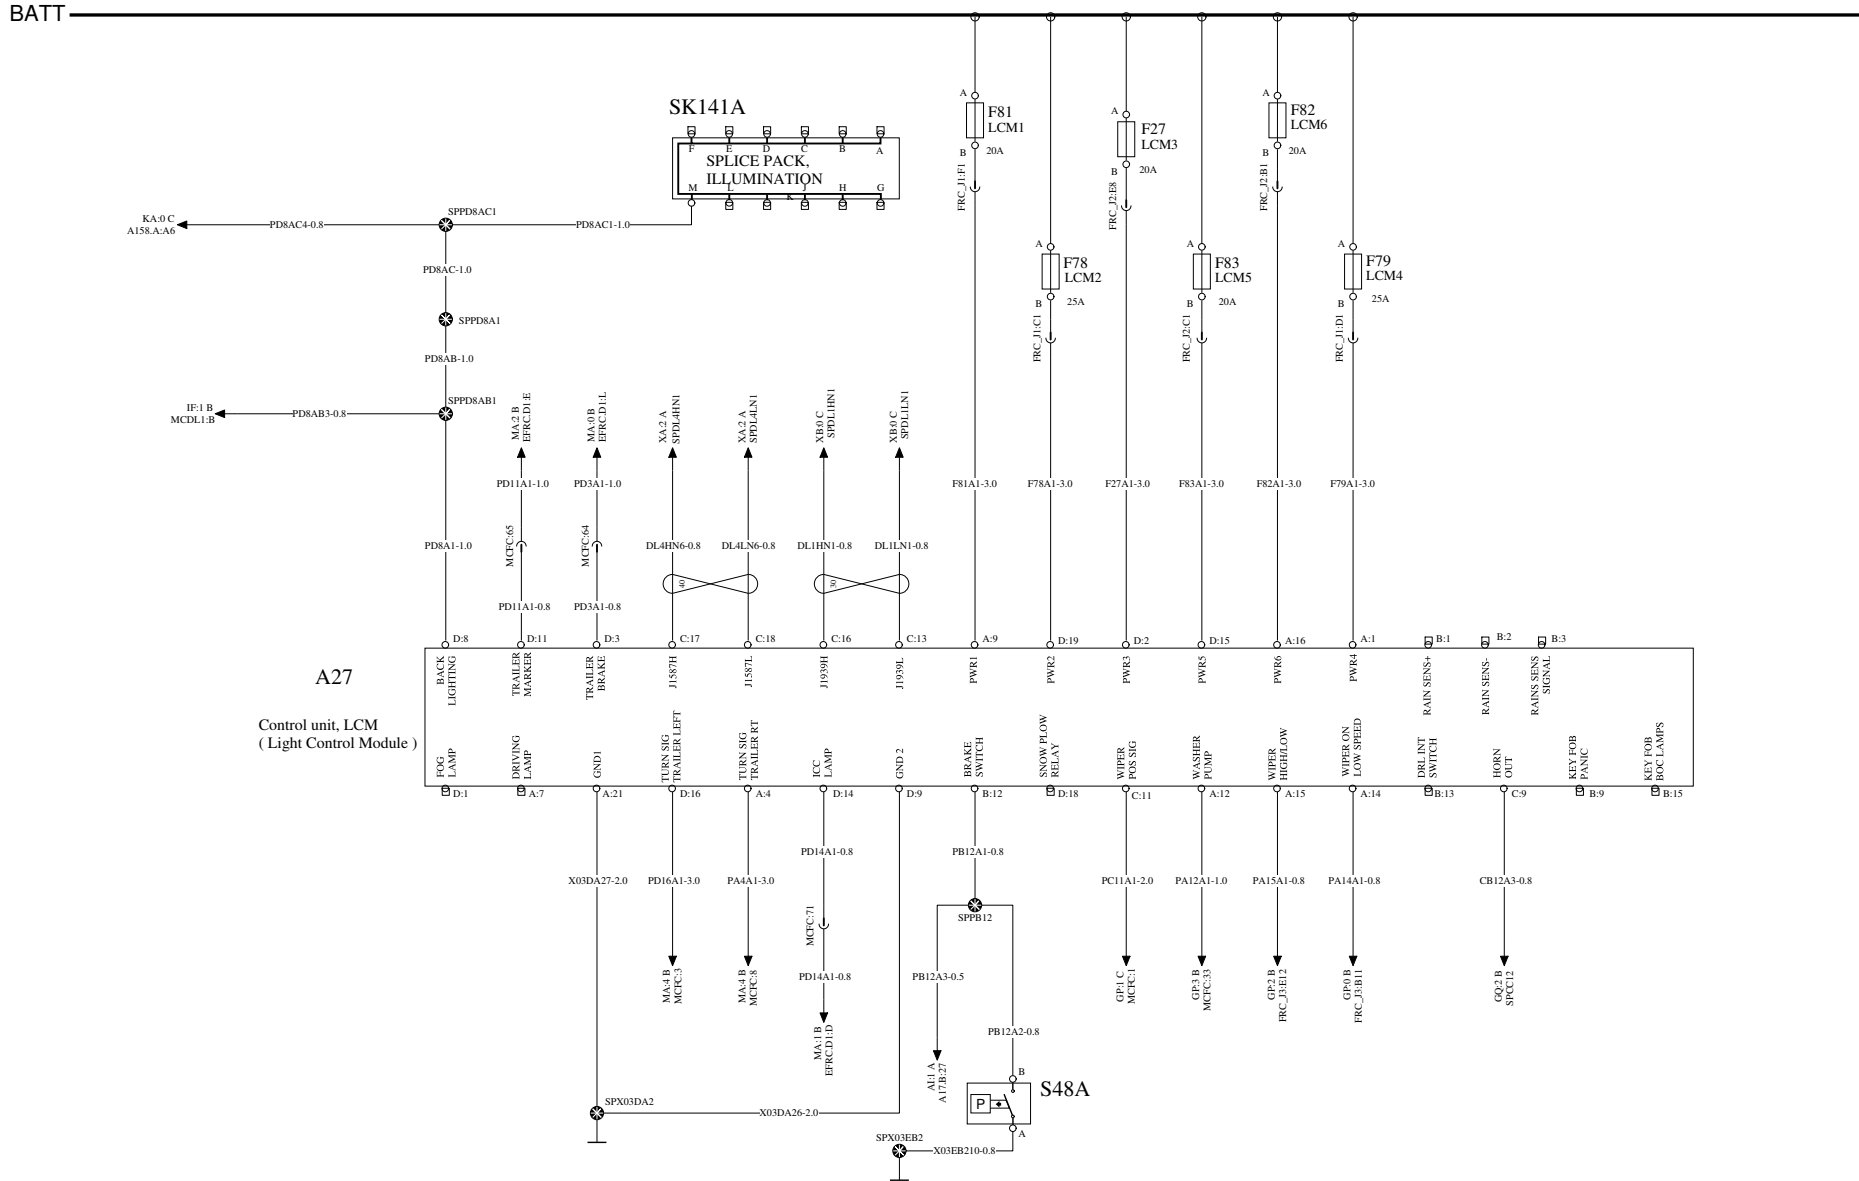 BATT
SK141A
F
E
D
C
B
A
SPLICE PACK,
ILLUMINATION
M
L
K
J
H
G
A
F81
LCM1
B
20A
FRC_J1:F1
A
F27
LCM3
B
20A
FRC_J2:E8
A
F82
LCM6
B
20A
FRC_J2:B1
A
F78
LCM2
B
25A
FRC_J1:C1
A
F83
LCM5
B
20A
FRC_J2:C1
A
F79
LCM4
B
25A
FRC_J1:D1
KA:0 C
A158.A:A6
PD8AC4-0.8
SPPD8AC1
PD8AC1-1.0
PD8AC-1.0
SPPD8A1
PD8AB-1.0
IF:1 B
MCDL1:B
PD8AB3-0.8
SPPD8AB1
MA:2 B
EFRC.D1:E
MA:0 B
EFRC.D1:L
XA:2 A
SPDL4HN1
XA:2 A
SPDL4LN1
XB:0 C
SPDL1HN1
XB:0 C
SPDL1LN1
PD11A1-1.0
PD3A1-1.0
F81A1-3.0
F78A1-3.0
F27A1-3.0
F83A1-3.0
F82A1-3.0
F79A1-3.0
PD8A1-1.0
MCFC:65
MCFC:64
DL4HN6-0.8
DL4LN6-0.8
DL1HN1-0.8
DL1LN1-0.8
40
30
PD11A1-0.8
PD3A1-0.8
D:8
D:11
D:3
C:17
C:18
C:16
C:13
A:9
D:19
D:2
D:15
A:16
A:1
B:1
B:2
B:3
A27
Control unit, LCM
( Light Control Module )
BACK
LIGHTING
TRAILER
MARKER
TRAILER
BRAKE
J1587H
J1587L
J1939H
J1939L
PWR1
PWR2
PWR3
PWR5
PWR6
PWR4
RAIN SENS+
RAIN SENS-
RAINS SENS
SIGNAL
FOG
LAMP
DRIVING
LAMP
GND1
TURN SIG
TRAILER LEFT
TURN SIG
TRAILER RT
ICC
LAMP
GND 2
BRAKE
SWITCH
SNOW PLOW
RELAY
WIPER
POS SIG
WASHER
PUMP
WIPER
HIGH/LOW
WIPER ON
LOW SPEED
DRL INT
SWITCH
HORN
OUT
KEY FOB
PANIC
KEY FOB
BOC LAMPS
D:1
A:7
A:21
D:16
A:4
D:14
D:9
B:12
D:18
C:11
A:12
A:15
A:14
B:13
C:9
B:9
B:15
PD14A1-0.8
PB12A1-0.8
X03DA27-2.0
PD16A1-3.0
PA4A1-3.0
PC11A1-2.0
PA12A1-1.0
PA15A1-0.8
PA14A1-0.8
CB12A3-0.8
MCFC:71
SPPB12
MA:4 B
MCFC:3
MA:4 B
MCFC:8
PD14A1-0.8
PB12A3-0.5
GP:1 C
MCFC:1
GP:3 B
MCFC:33
GP:2 B
FRC_J3:E12
GP:0 B
FRC_J3:B11
GQ:2 B
SPCC12
MA:1 B
EFRC.D1:D
PB12A2-0.8
AI:1 A
A17.B:27
B
S48A
P
A
SPX03DA2
X03DA26-2.0
SPX03EB2
X03EB210-0.8